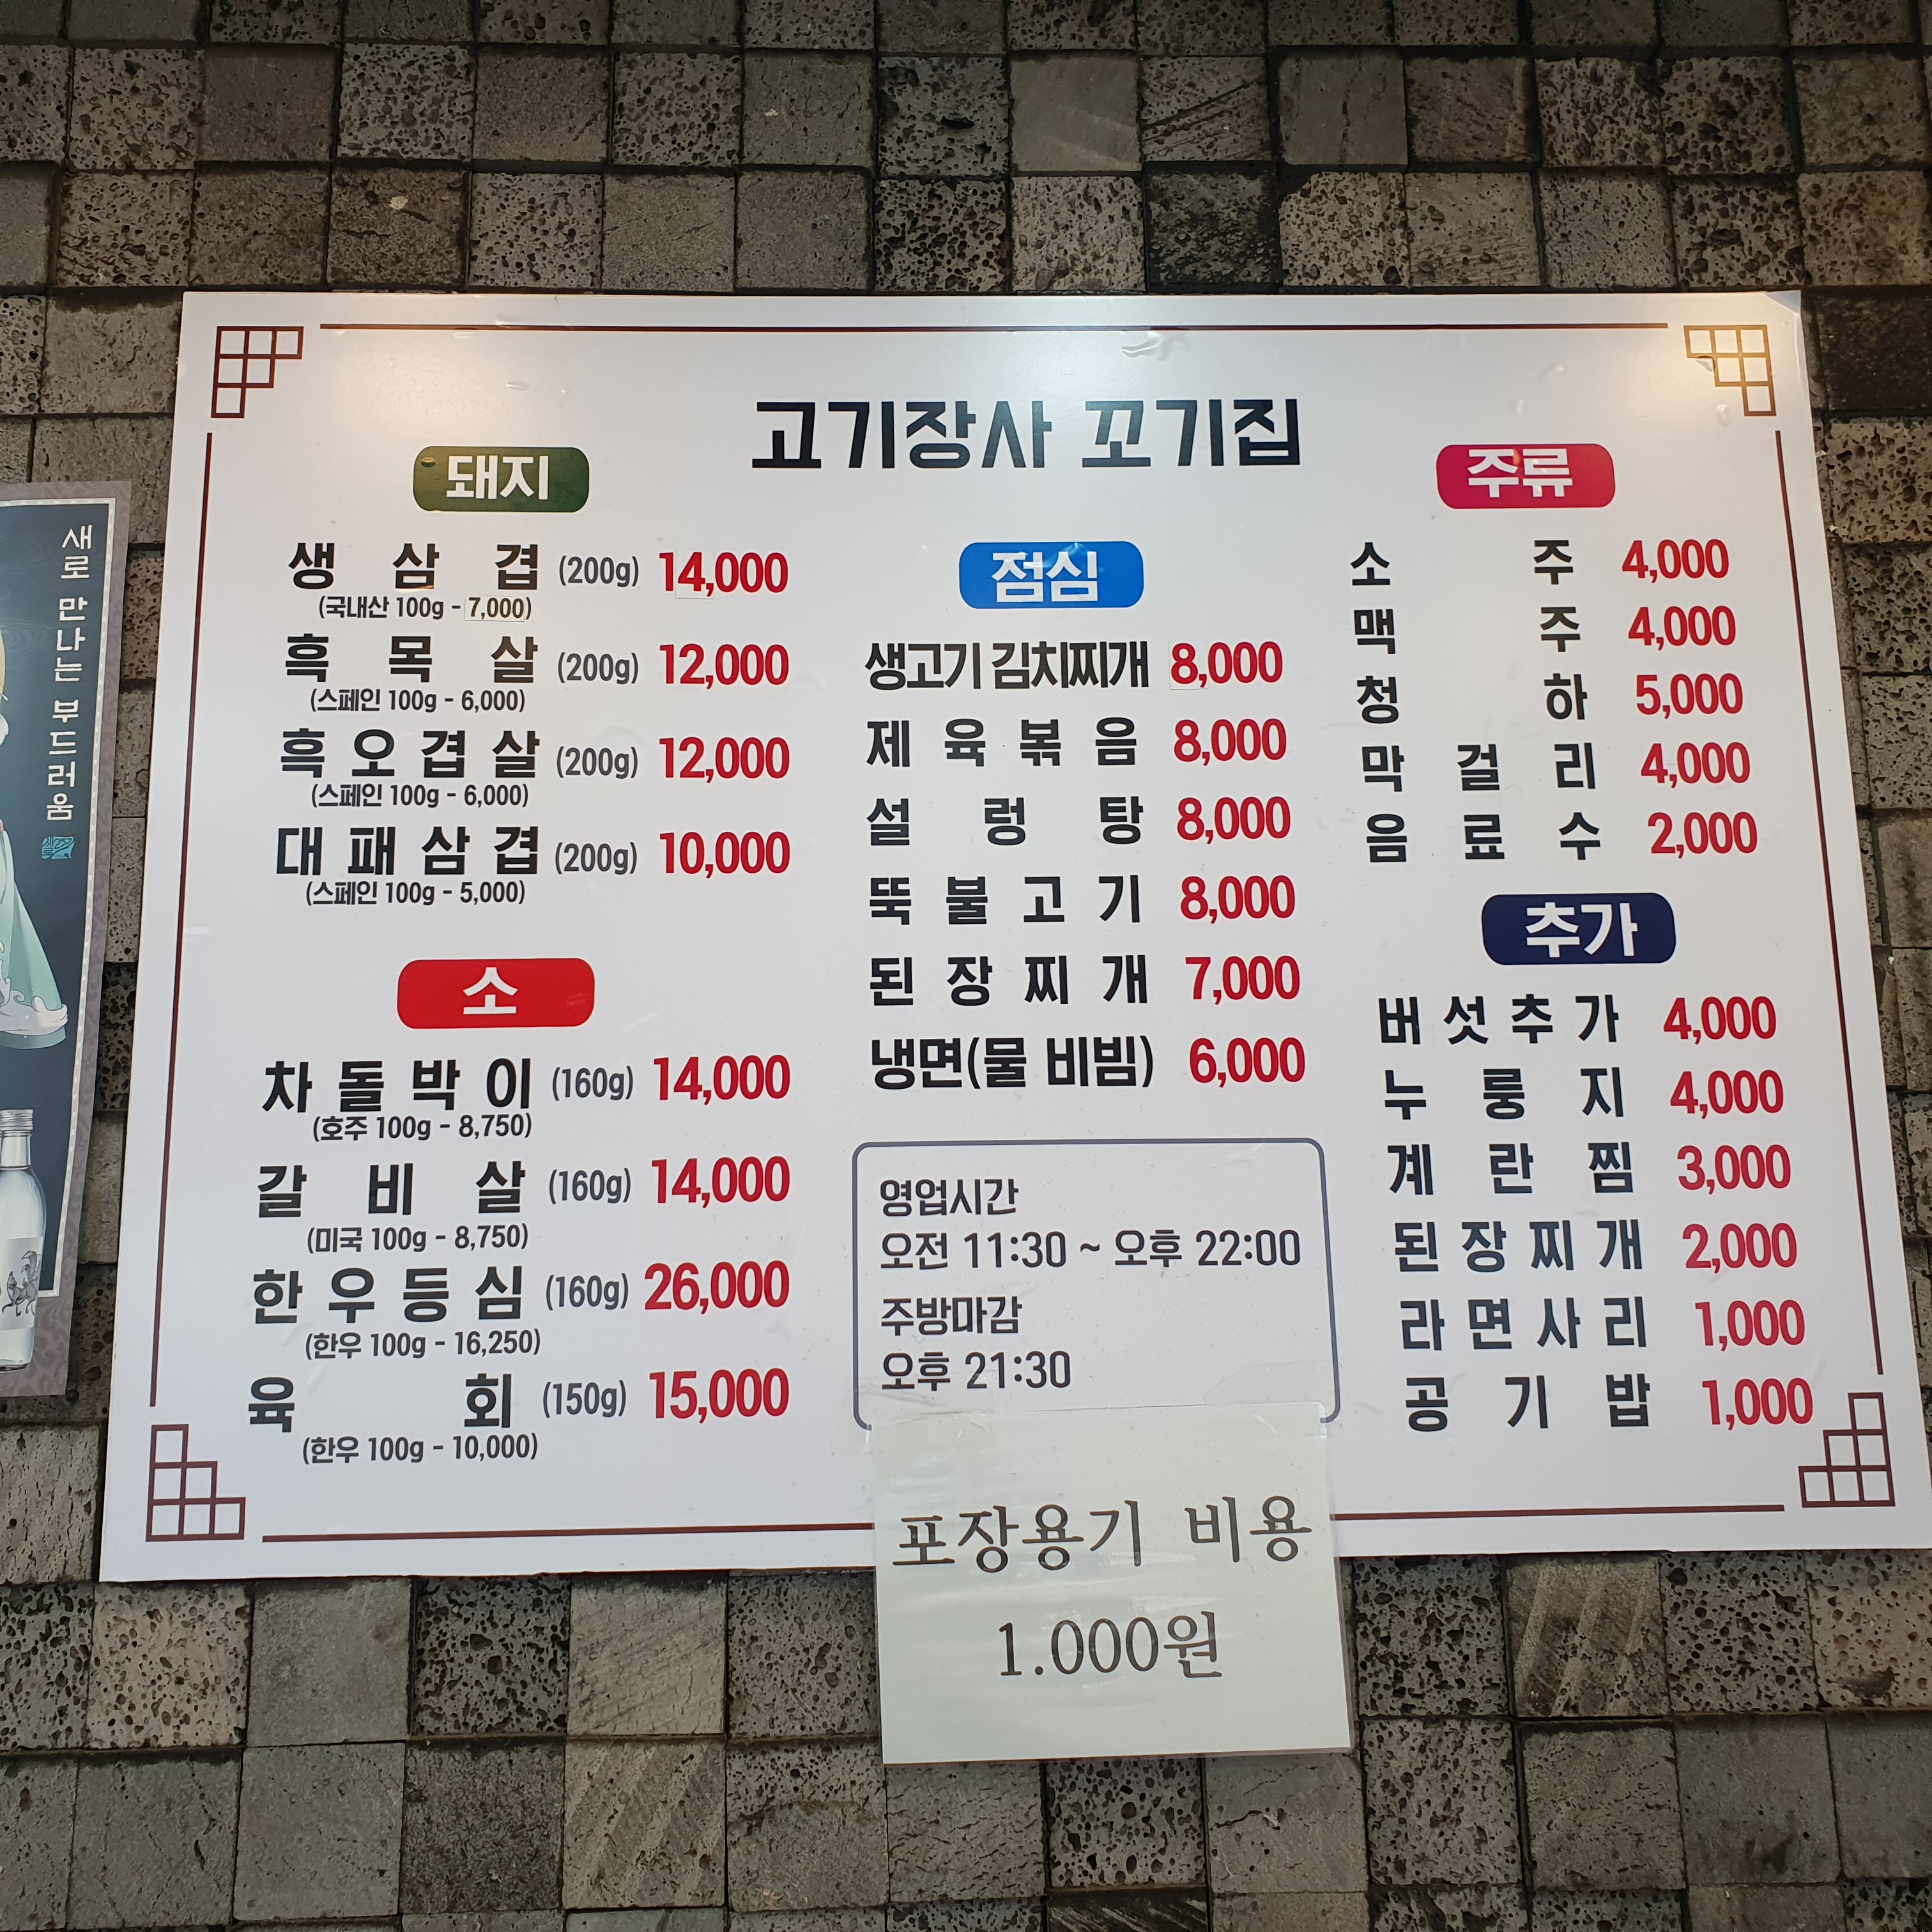 고기장사 꼬기집
돼지
생삼겹 (200g) 14,000
(국내산 100g - 7,000)
흑목살 (200g) 12,000
(스페인 100g - 6,000)
흑오겹살 (200g) 12,000
(스페인 100g - 6,000)
대패삼겹 (200g) 10,000
(스페인 100g - 5,000)
소
차돌박이 (160g) 14,000
(호주 100g - 8,750)
갈비살 (160g) 14,000
(미국 100g - 8,750)
한우등심 (160g) 26,000
(한우 100g - 16,250)
육회 (150g) 15,000
(한우 100g - 10,000)
점심
생고기 김치찌개 8,000
제육볶음 8,000
설렁탕 8,000
뚝불고기 8,000
된장찌개 7,000
냉면(물 비빔) 6,000
영업시간
오전 11:30 ~ 오후 22:00
주방마감
오후 21:30
포장용기 비용
1.000원
주류
소주 4,000
맥주 4,000
청하 5,000
막걸리 4,000
음료수 2,000
추가
버섯추가 4,000
누룽지 4,000
계란찜 3,000
된장찌개 2,000
라면사리 1,000
공기밥 1,000
새로 만나는 부드러움